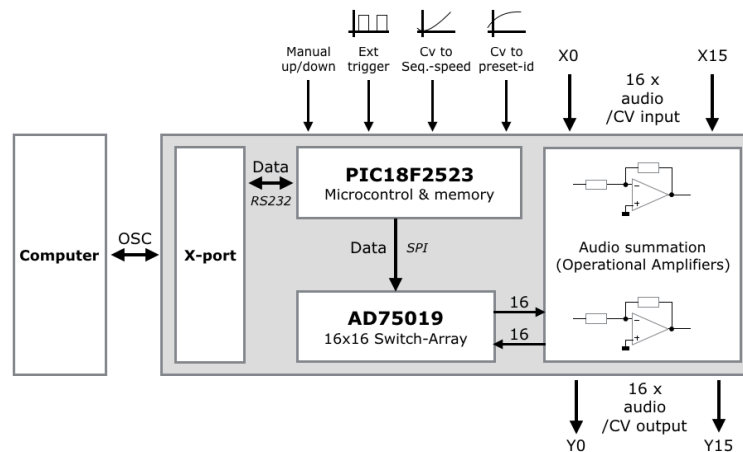 Manual
up/down
Ext
trigger
Cv to
Seq.-speed
Cv to
preset-id
X0
X15
16 x
audio
/CV input
Computer
OSC
X-port
Data
RS232
PIC18F2523
Microcontrol & memory
Data
SPI
AD75019
16x16 Switch-Array
16
16
Audio summation
(Operational Amplifiers)
16 x
audio
/CV output
Y0
Y15